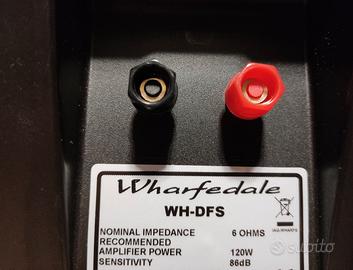 Wharfedale
WH-DFS
NOMINAL IMPEDANCE 6 OHMS
RECOMMENDED
AMPLIFIER POWER 120W
SENSITIVITY 86dB
subito